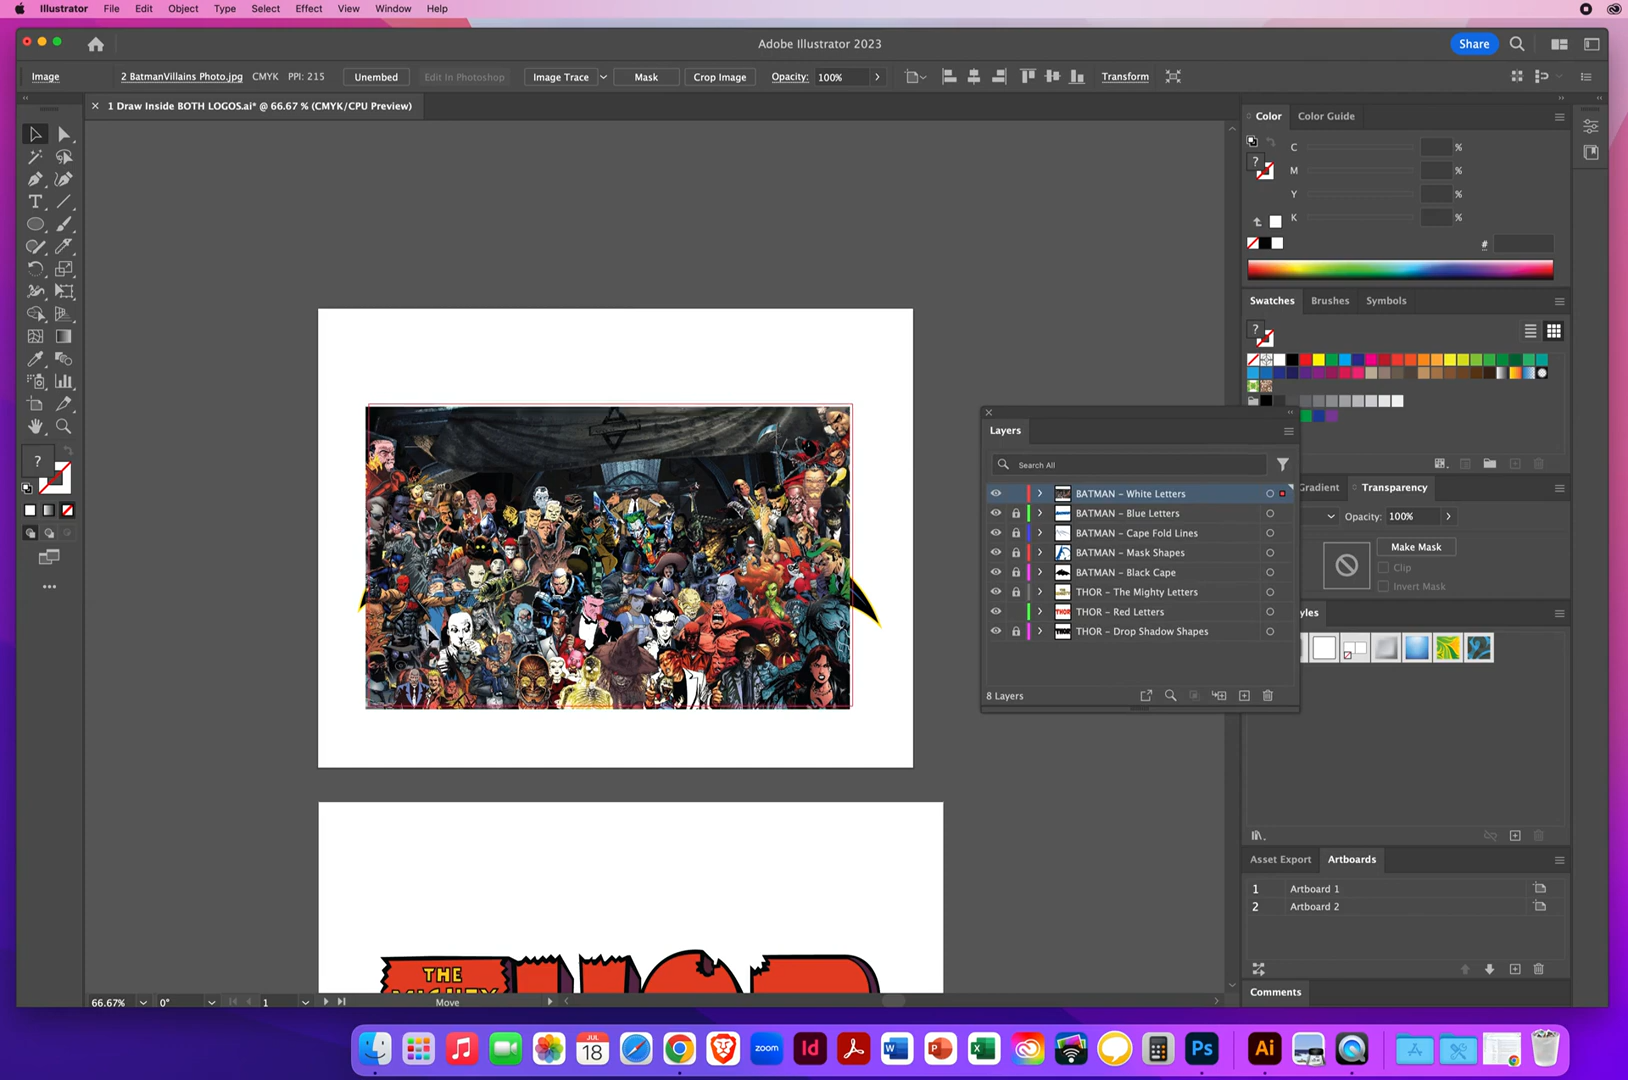 Illustrator File Edit Object Type Select Effect View Window Help
Adobe Illustrator 2023
Share
Image 2 BatmanVillains Photo.jpg CMYK PPI: 215 Unembed Edit In Photoshop Image Trace Mask Crop Image Opacity: 100% Transform
1 Draw Inside BOTH LOGOS.ai* @ 66.67 % (CMYK/CPU Preview)
Color Color Guide
?
C %
M %
Y %
K %
#
Swatches Brushes Symbols
?
Layers
Search All
BATMAN – White Letters
BATMAN – Blue Letters
BATMAN – Cape Fold Lines
BATMAN – Mask Shapes
BATMAN – Black Cape
THOR – The Mighty Letters
THOR – Red Letters
THOR – Drop Shadow Shapes
8 Layers
Gradient Transparency
Opacity: 100%
Make Mask
Clip
Invert Mask
yles
?
Asset Export Artboards
1 Artboard 1
2 Artboard 2
Comments
THE
MIGHTY
66.67% 0° 1 Move
JUL
18
zoom
Id
W
P
X
Ps
Ai